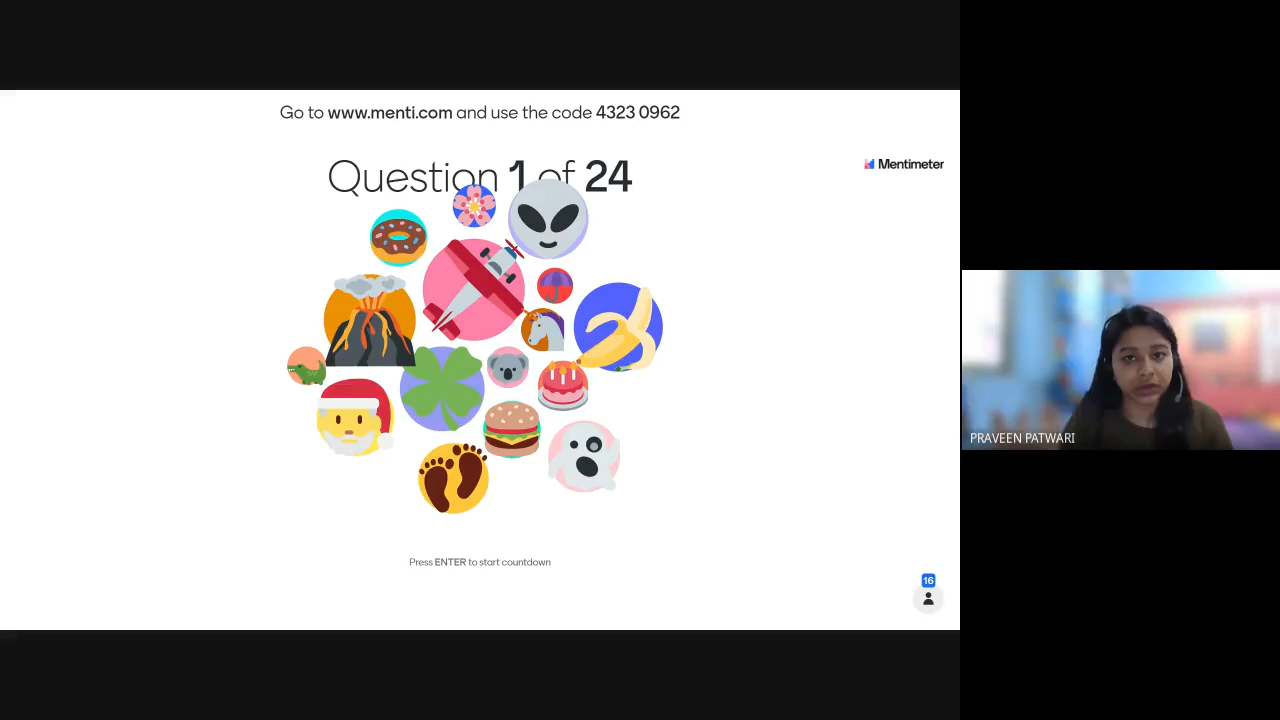 Go to www.menti.com and use the code 4323 0962
Mentimeter
Question 1 of 24
Press ENTER to start countdown
16
PRAVEEN PATWARI